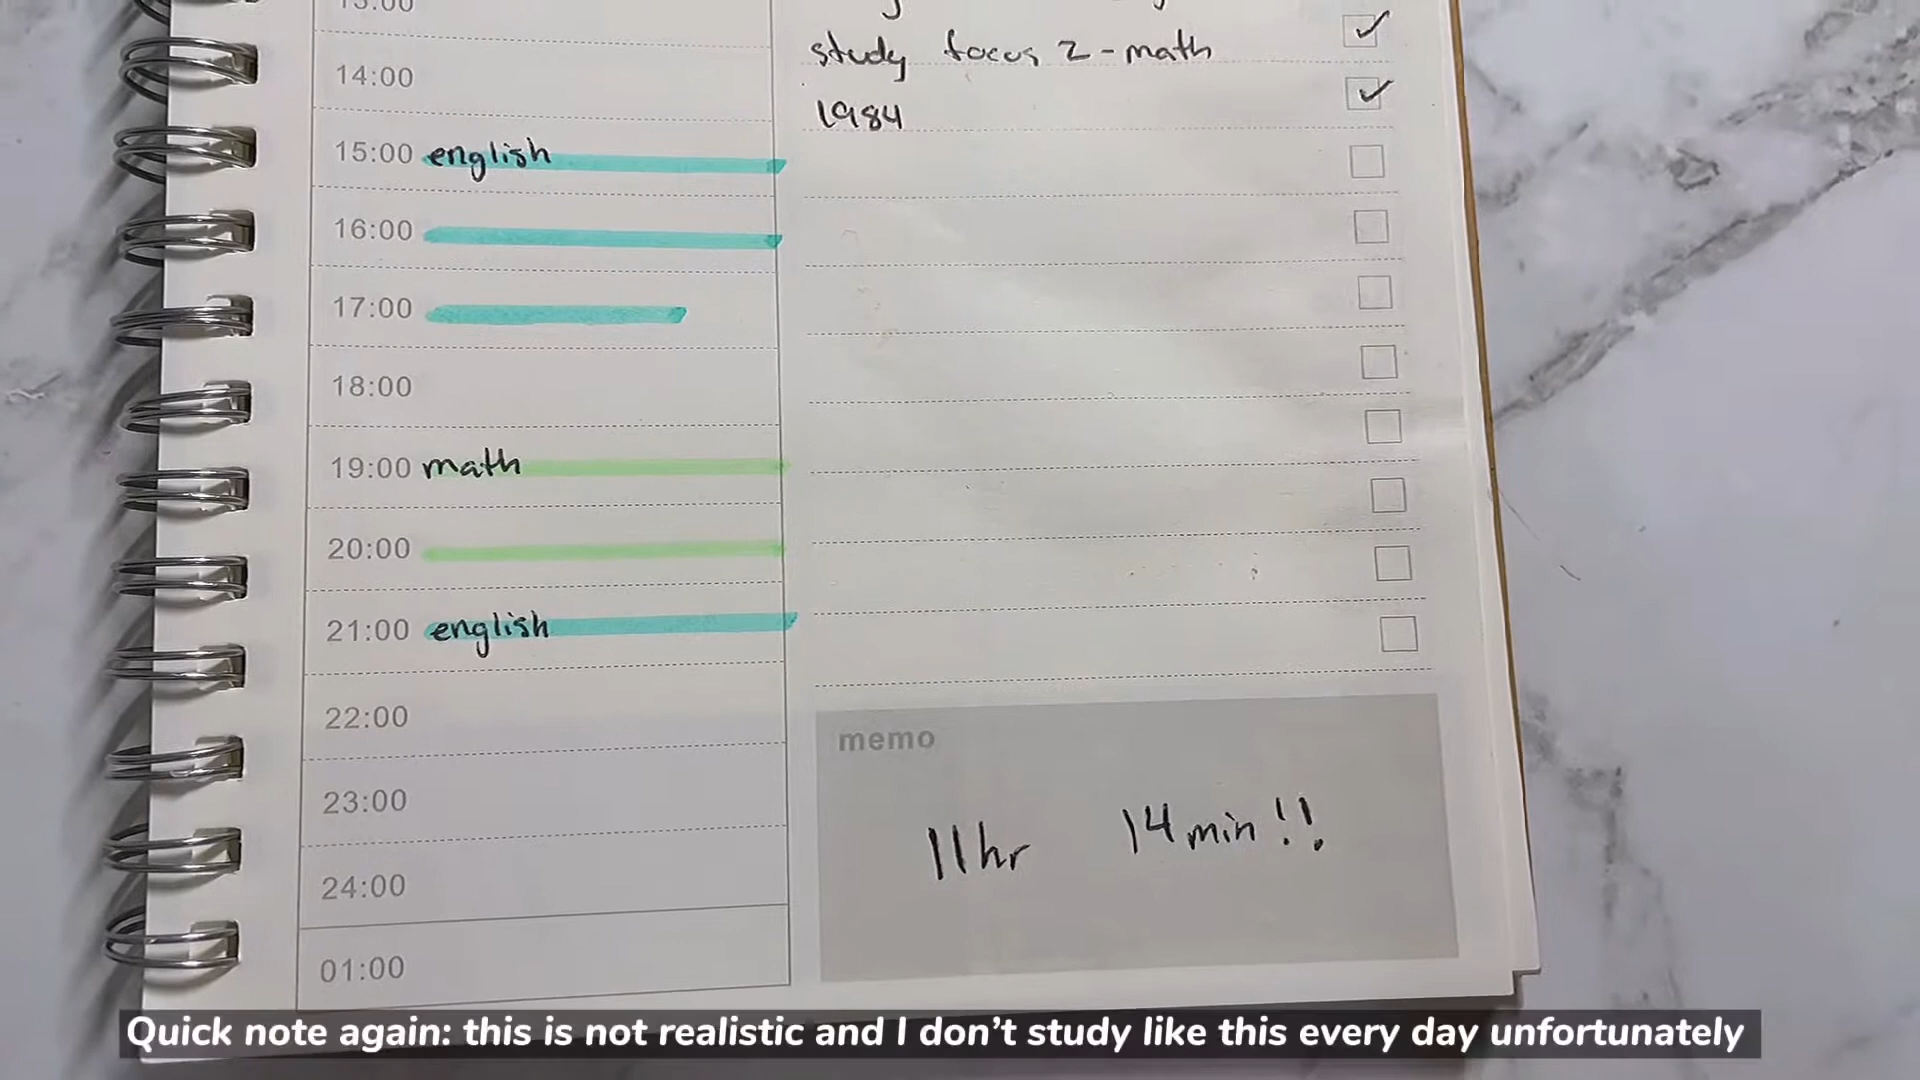 13:00
14:00
15:00 english
16:00
17:00
18:00
19:00 math
20:00
21:00 english
22:00
23:00
24:00
01:00
study focus 2 - math
1984
memo
11hr 14min!!
Quick note again: this is not realistic and I don't study like this every day unfortunately